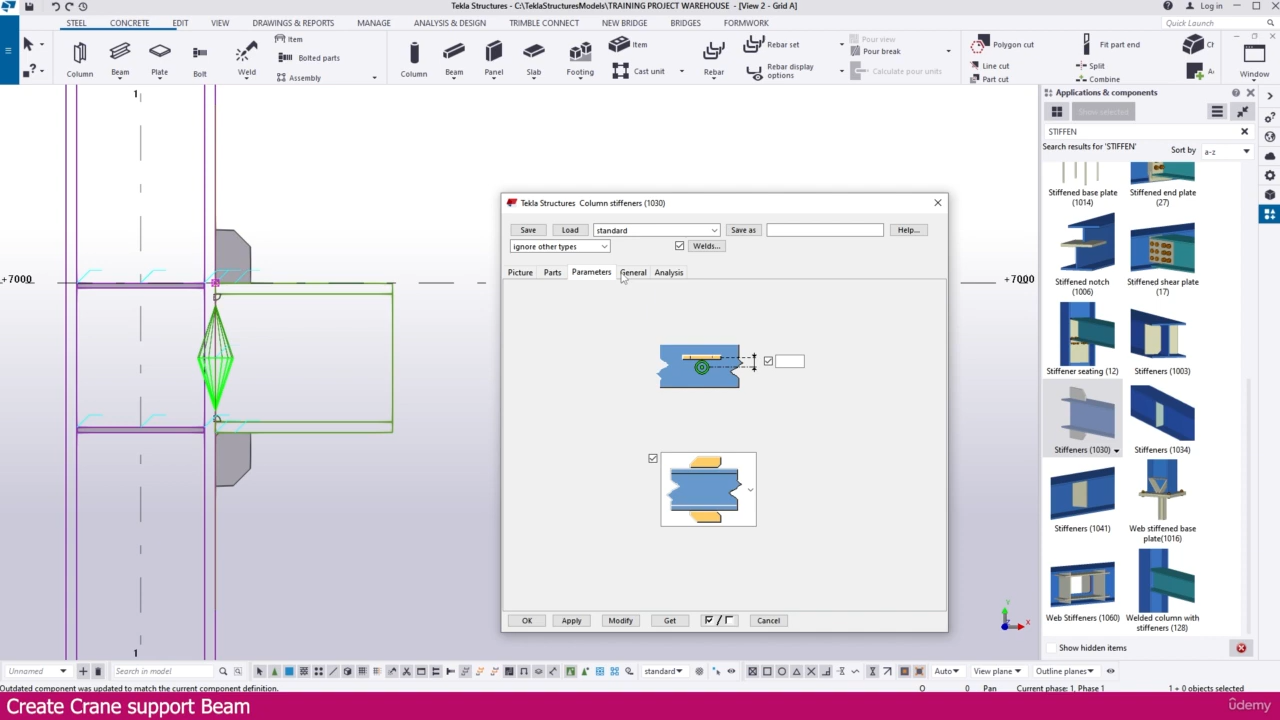 Tekla Structures - C:\TeklaStructuresModels\TRAINING PROJECT WAREHOUSE - [View 2 - Grid A]
Log in
STEEL CONCRETE EDIT VIEW DRAWINGS & REPORTS MANAGE ANALYSIS & DESIGN TRIMBLE CONNECT NEW BRIDGE BRIDGES FORMWORK
Quick Launch
Column Beam Plate Bolt Weld
Item
Bolted parts
Assembly
Column Beam Panel Slab Footing
Item
Cast unit
Rebar
Rebar set
Rebar display
options
Pour view
Pour break
Calculate pour units
Polygon cut
Line cut
Part cut
Fit part end
Split
Combine
Window
Applications & components
Show selected
STIFFEN
Search results for 'STIFFEN'
Sort by
a-z
Stiffened base plate
(1014)
Stiffened end plate
(27)
Stiffened notch
(1006)
Stiffened shear plate
(17)
Stiffener seating (12)
Stiffeners (1003)
Stiffeners (1030)
Stiffeners (1034)
Stiffeners (1041)
Web stiffened base
plate(1016)
Web Stiffeners (1060)
Welded column with
stiffeners (128)
Show hidden items
1
+7000
+7000
1
Tekla Structures Column stiffeners (1030)
Save Load standard Save as Help...
ignore other types Welds...
Picture Parts Parameters General Analysis
OK Apply Modify Get Cancel
Unnamed
Search in model
standard
Auto
View plane
Outline planes
Outdated component was updated to match the current component definition.
O 0 Pan Current phase: 1, Phase 1 1 + 0 objects selected
Create Crane support Beam
ûdemy